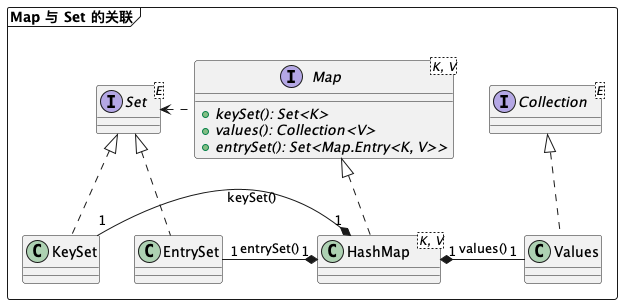 Map 与 Set 的关联
I Map K, V
+ keySet(): Set<K>
+ values(): Collection<V>
+ entrySet(): Set<Map.Entry<K, V>>
I Set E
I Collection E
keySet()
1 1
C KeySet
C EntrySet
1 entrySet() 1
C HashMap K, V
1 values() 1
C Values